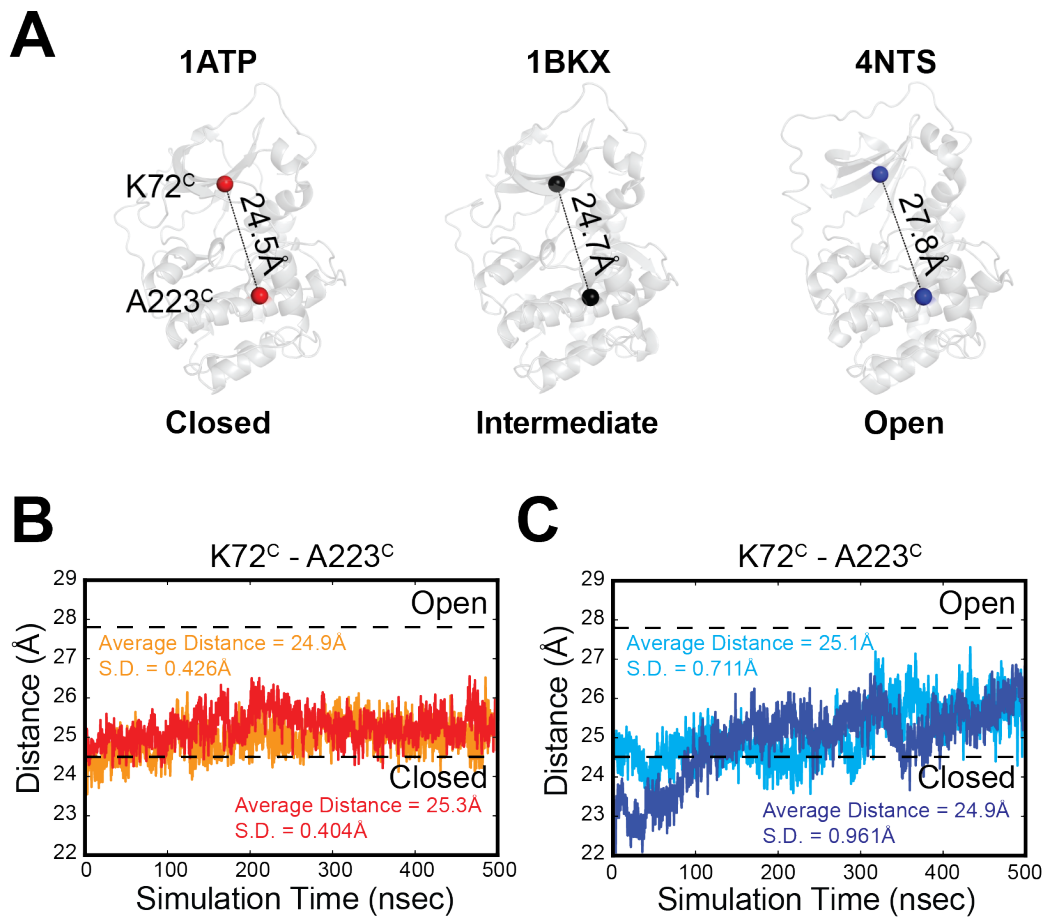 A
1ATP
1BKX
4NTS
K72ᶜ
24.5Å
24.7Å
27.8Å
A223ᶜ
Closed
Intermediate
Open
B
K72ᶜ - A223ᶜ
29
28
27
26
25
24
23
22
Distance (Å)
Open
Average Distance = 24.9Å
S.D. = 0.426Å
Closed
Average Distance = 25.3Å
S.D. = 0.404Å
0 100 200 300 400 500
Simulation Time (nsec)
C
K72ᶜ - A223ᶜ
29
28
27
26
25
24
23
22
Distance (Å)
Open
Average Distance = 25.1Å
S.D. = 0.711Å
Closed
Average Distance = 24.9Å
S.D. = 0.961Å
0 100 200 300 400 500
Simulation Time (nsec)